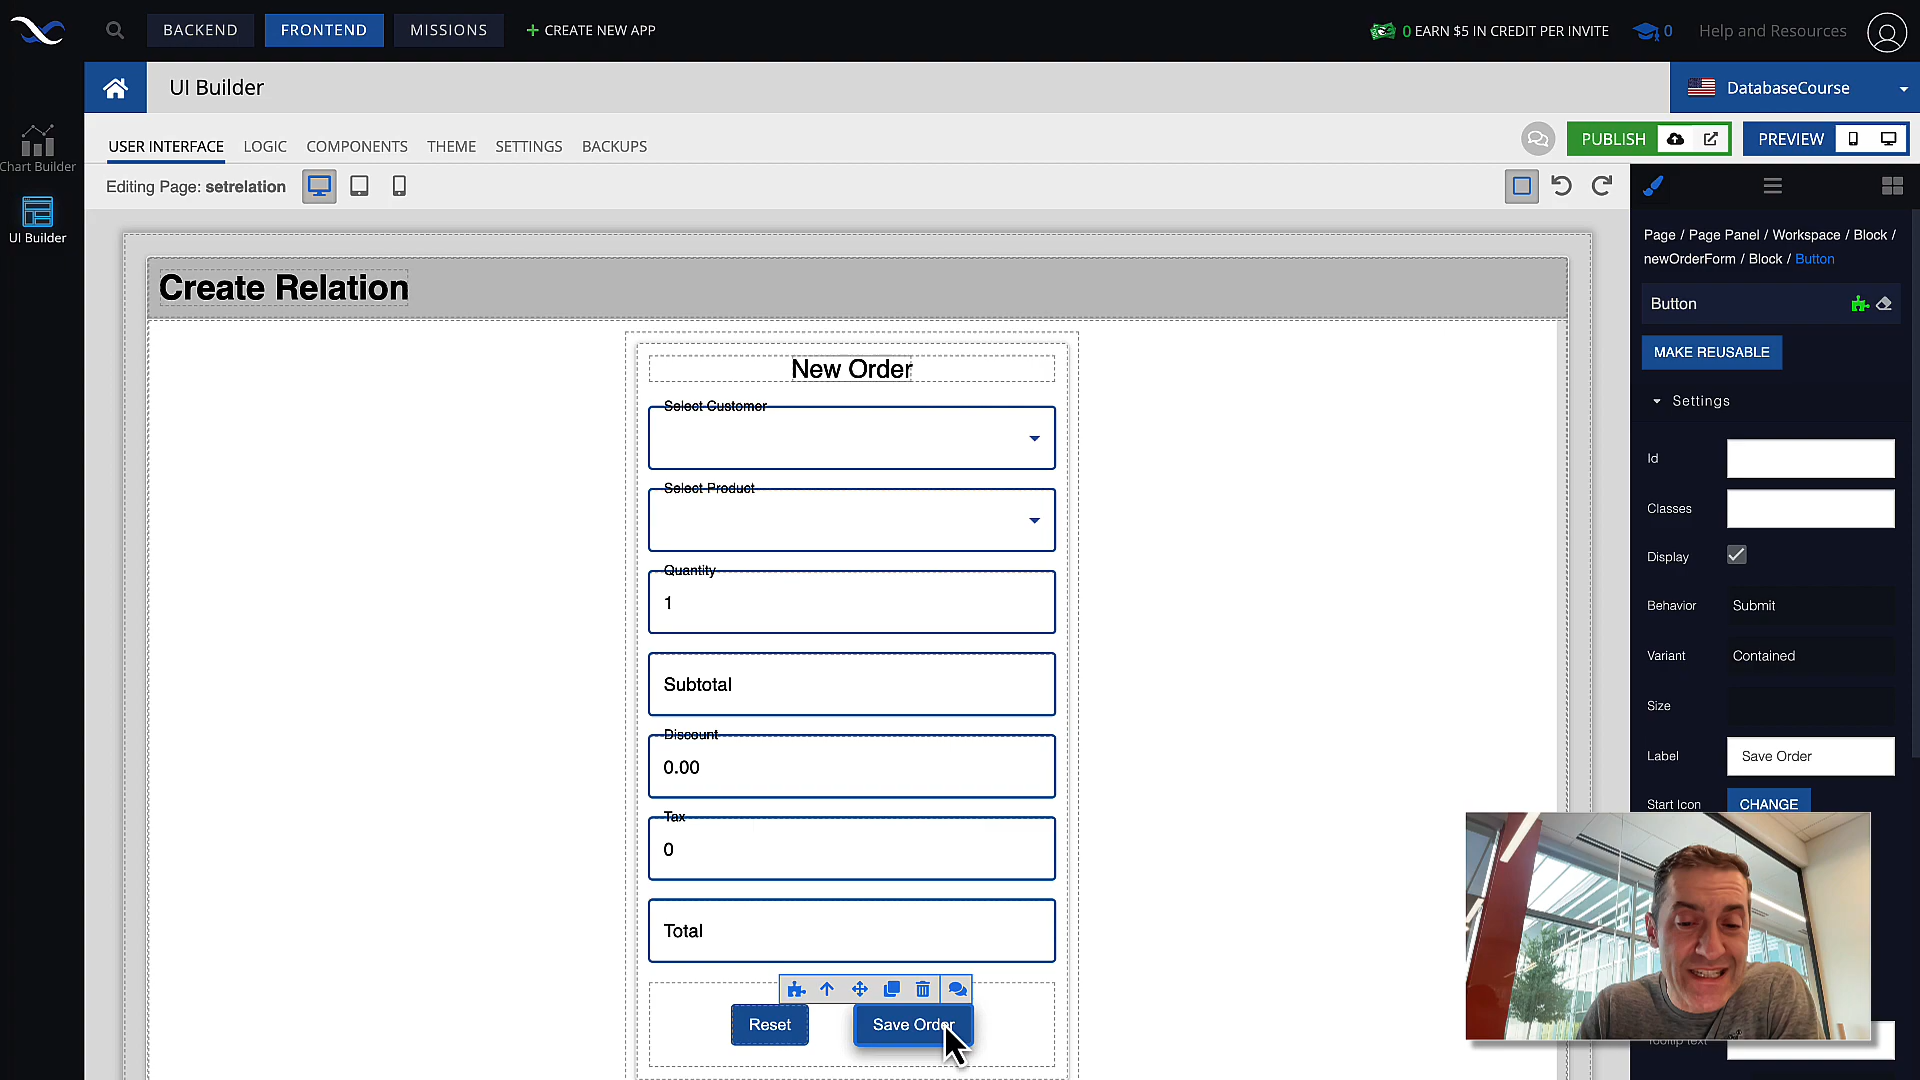 BACKEND
FRONTEND
MISSIONS
CREATE NEW APP
0 EARN $5 IN CREDIT PER INVITE
0
Help and Resources
UI Builder
DatabaseCourse
Chart Builder
UI Builder
USER INTERFACE
LOGIC
COMPONENTS
THEME
SETTINGS
BACKUPS
PUBLISH
PREVIEW
Editing Page: setrelation
Page / Page Panel / Workspace / Block /
newOrderForm / Block / Button
Button
MAKE REUSABLE
Settings
Id
Classes
Display
Behavior
Submit
Variant
Contained
Size
Label
Save Order
Start Icon
CHANGE
Tooltip text
Create Relation
New Order
Select Customer
Select Product
Quantity
1
Subtotal
Discount
0.00
Tax
0
Total
Reset
Save Order